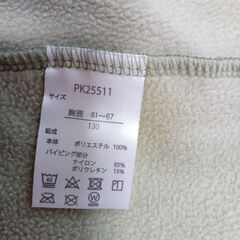 PK25511
サイズ
胸囲 61～67
130
組成
本体 ポリエステル 100%
パイピング部分
ナイロン 85%
ポリウレタン 15%